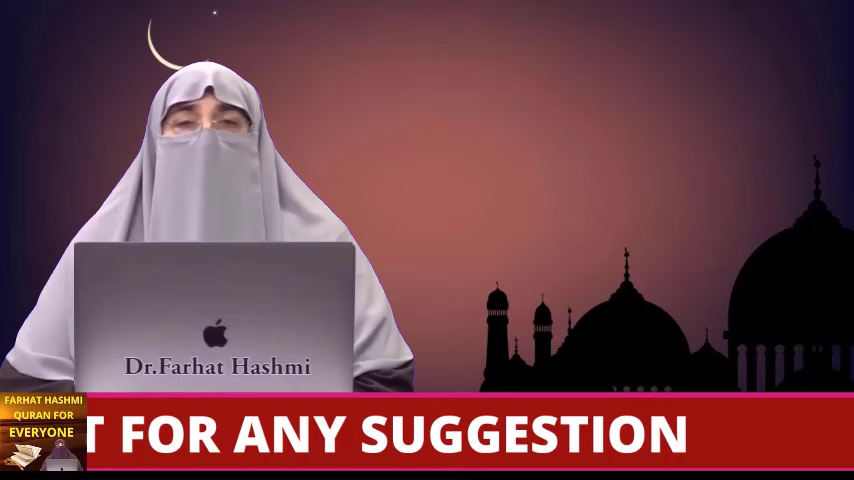 Dr.Farhat Hashmi
FARHAT HASHMI
QURAN FOR
EVERYONE
T FOR ANY SUGGESTION